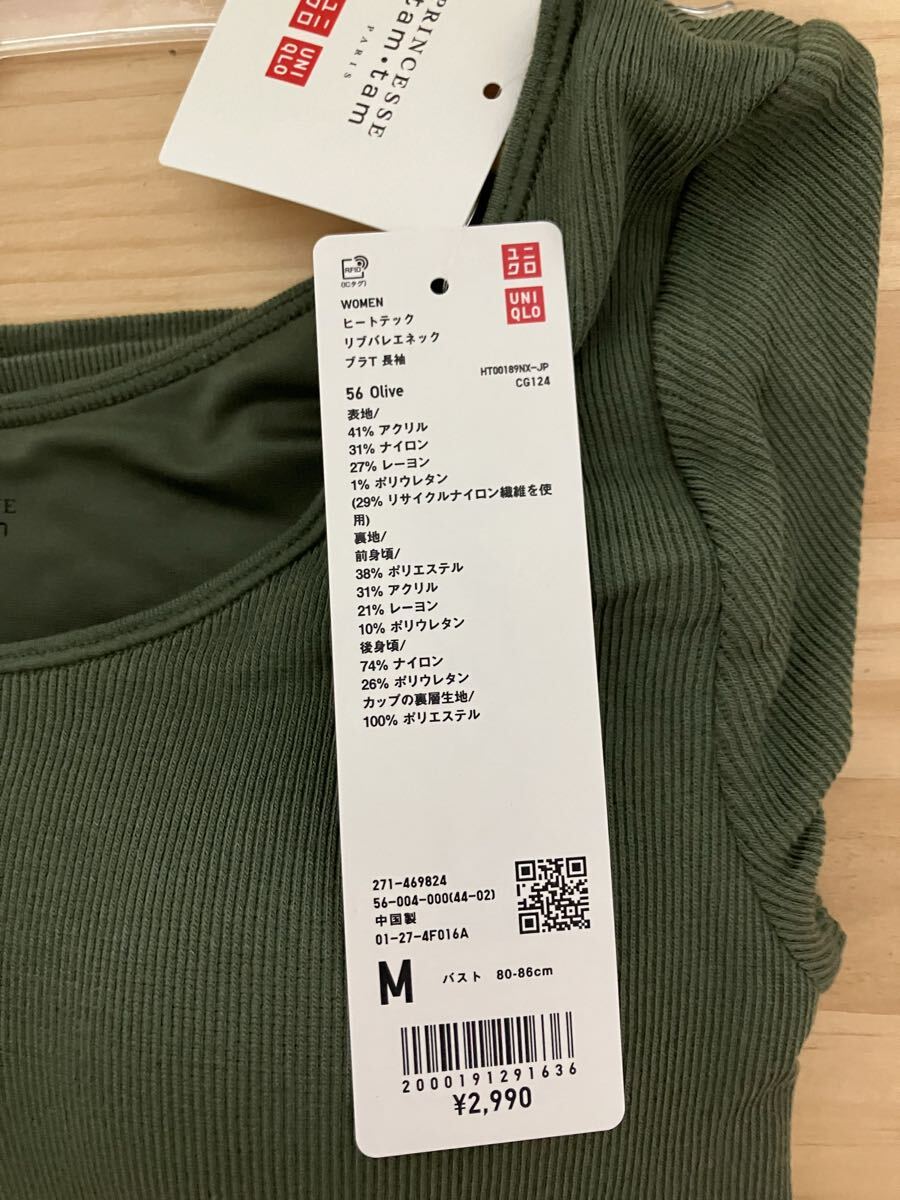 ユニ
クロ
UNI
QLO
PRINCESSE
tam•tam
PARIS
RFID
(ICタグ)
ユニ
クロ
UNI
QLO
WOMEN
ヒートテック
リブバレエネック
ブラT 長袖
HT00189NX-JP
56 Olive
CG124
表地/
41% アクリル
31% ナイロン
27% レーヨン
1% ポリウレタン
(29% リサイクルナイロン繊維を使
用)
裏地/
前身頃/
38% ポリエステル
31% アクリル
21% レーヨン
10% ポリウレタン
後身頃/
74% ナイロン
26% ポリウレタン
カップの裏層生地/
100% ポリエステル
271-469824
56-004-000(44-02)
中国製
01-27-4F016A
M バスト 80-86cm
2000191291636
¥2,990